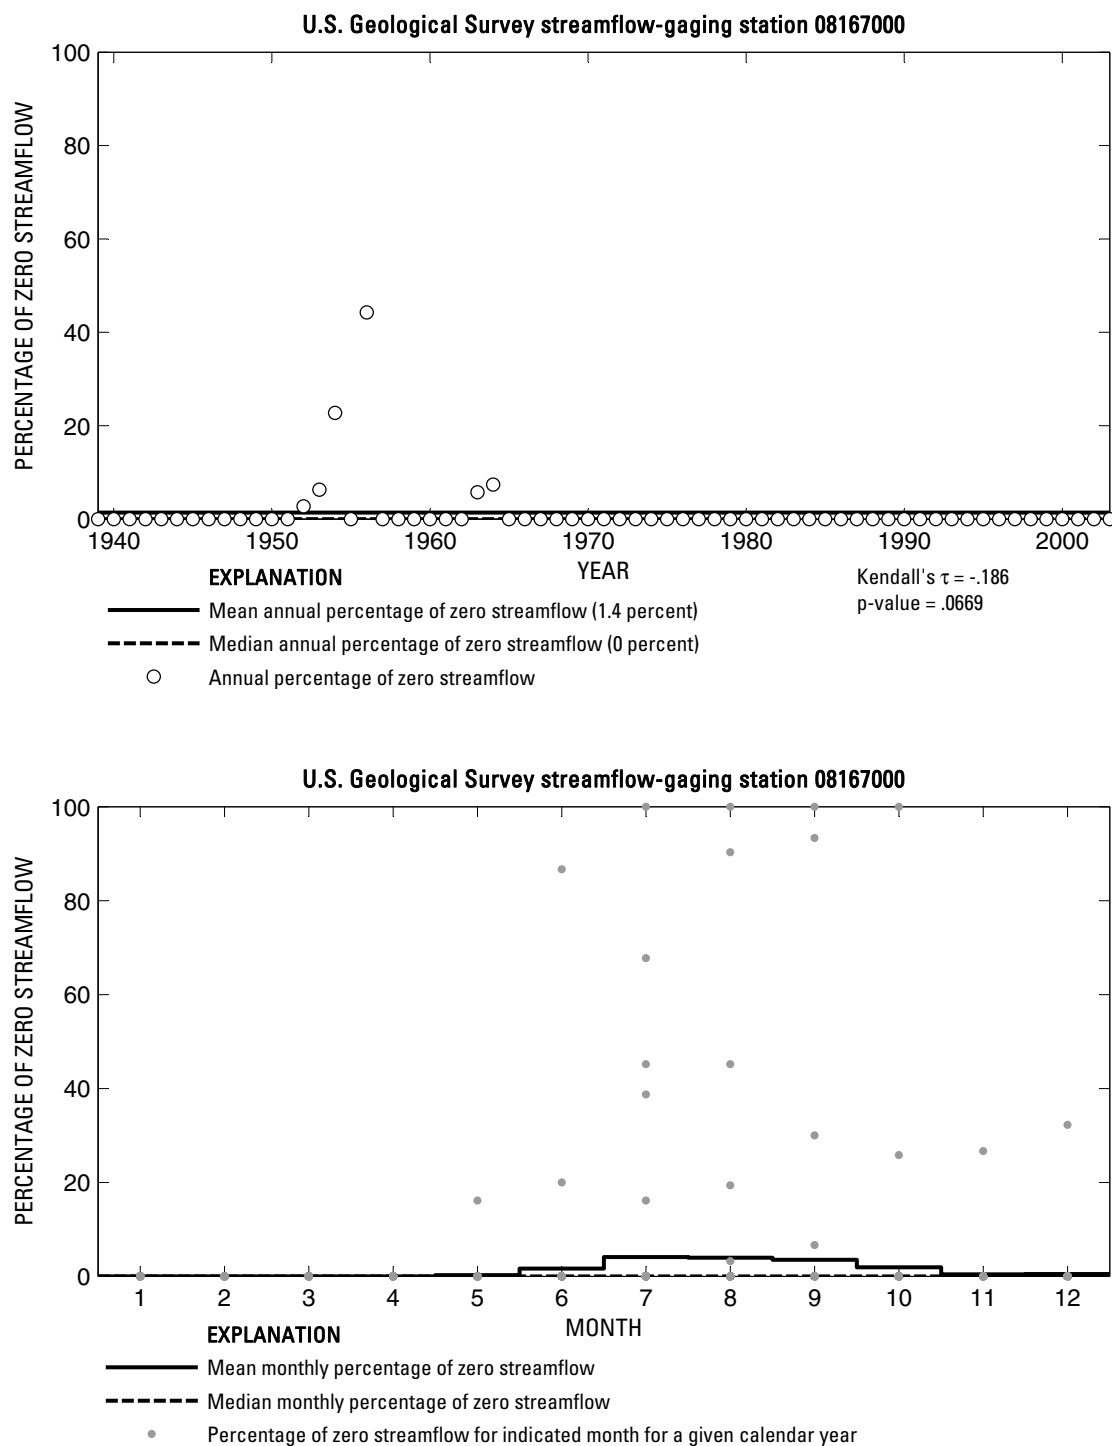 U.S. Geological Survey streamflow-gaging station 08167000
PERCENTAGE OF ZERO STREAMFLOW
100
80
60
40
20
0
1940 1950 1960 1970 1980 1990 2000
YEAR
EXPLANATION
Mean annual percentage of zero streamflow (1.4 percent)
Median annual percentage of zero streamflow (0 percent)
Annual percentage of zero streamflow
Kendall's τ = -.186
p-value = .0669
U.S. Geological Survey streamflow-gaging station 08167000
PERCENTAGE OF ZERO STREAMFLOW
100
80
60
40
20
0
1 2 3 4 5 6 7 8 9 10 11 12
MONTH
EXPLANATION
Mean monthly percentage of zero streamflow
Median monthly percentage of zero streamflow
Percentage of zero streamflow for indicated month for a given calendar year